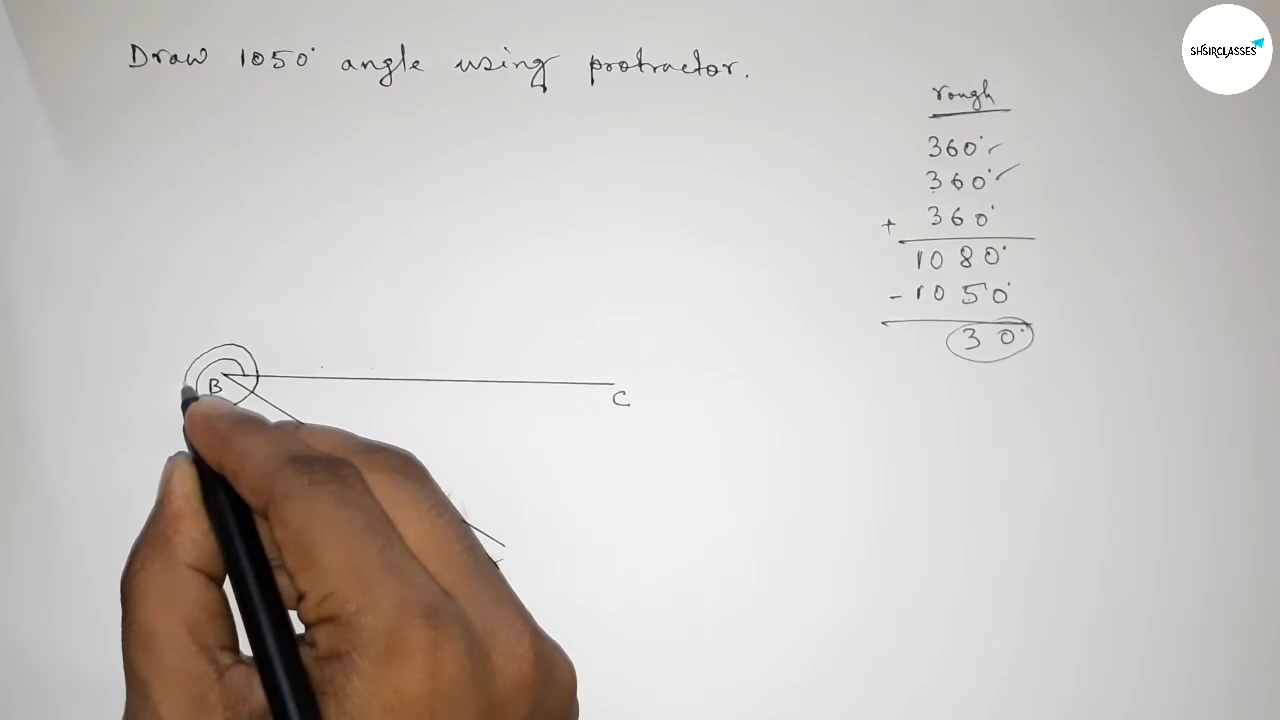 Draw 1050° angle using protractor.
SHSIRCLASSES
rough
360°
360°
+ 360°
1080°
- 1050°
30°
B
C